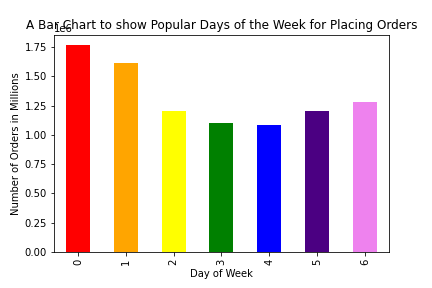 A Bar Chart to show Popular Days of the Week for Placing Orders
1e6
1.75
1.50
1.25
1.00
0.75
0.50
0.25
0.00
Number of Orders in Millions
0 1 2 3 4 5 6
Day of Week